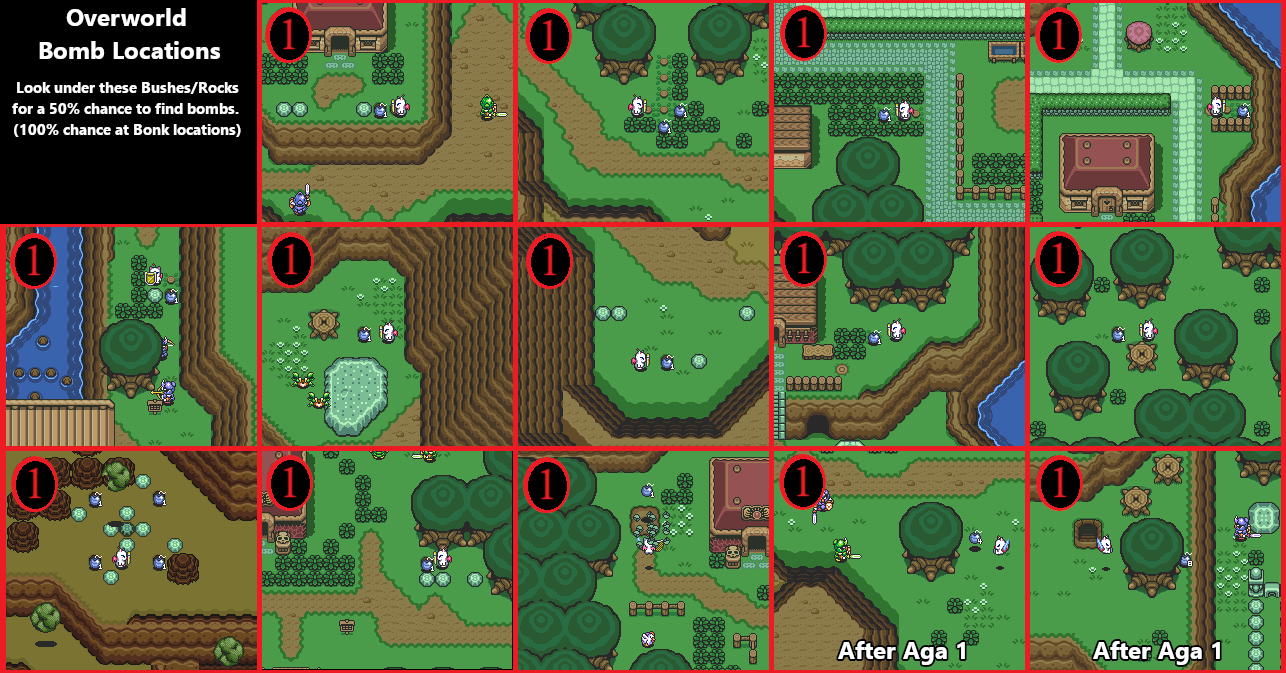 Overworld
Bomb Locations
Look under these Bushes/Rocks
for a 50% chance to find bombs.
(100% chance at Bonk locations)
1
1
1
1
1
1
1
1
1
1
1
1
1
1
After Aga 1
After Aga 1